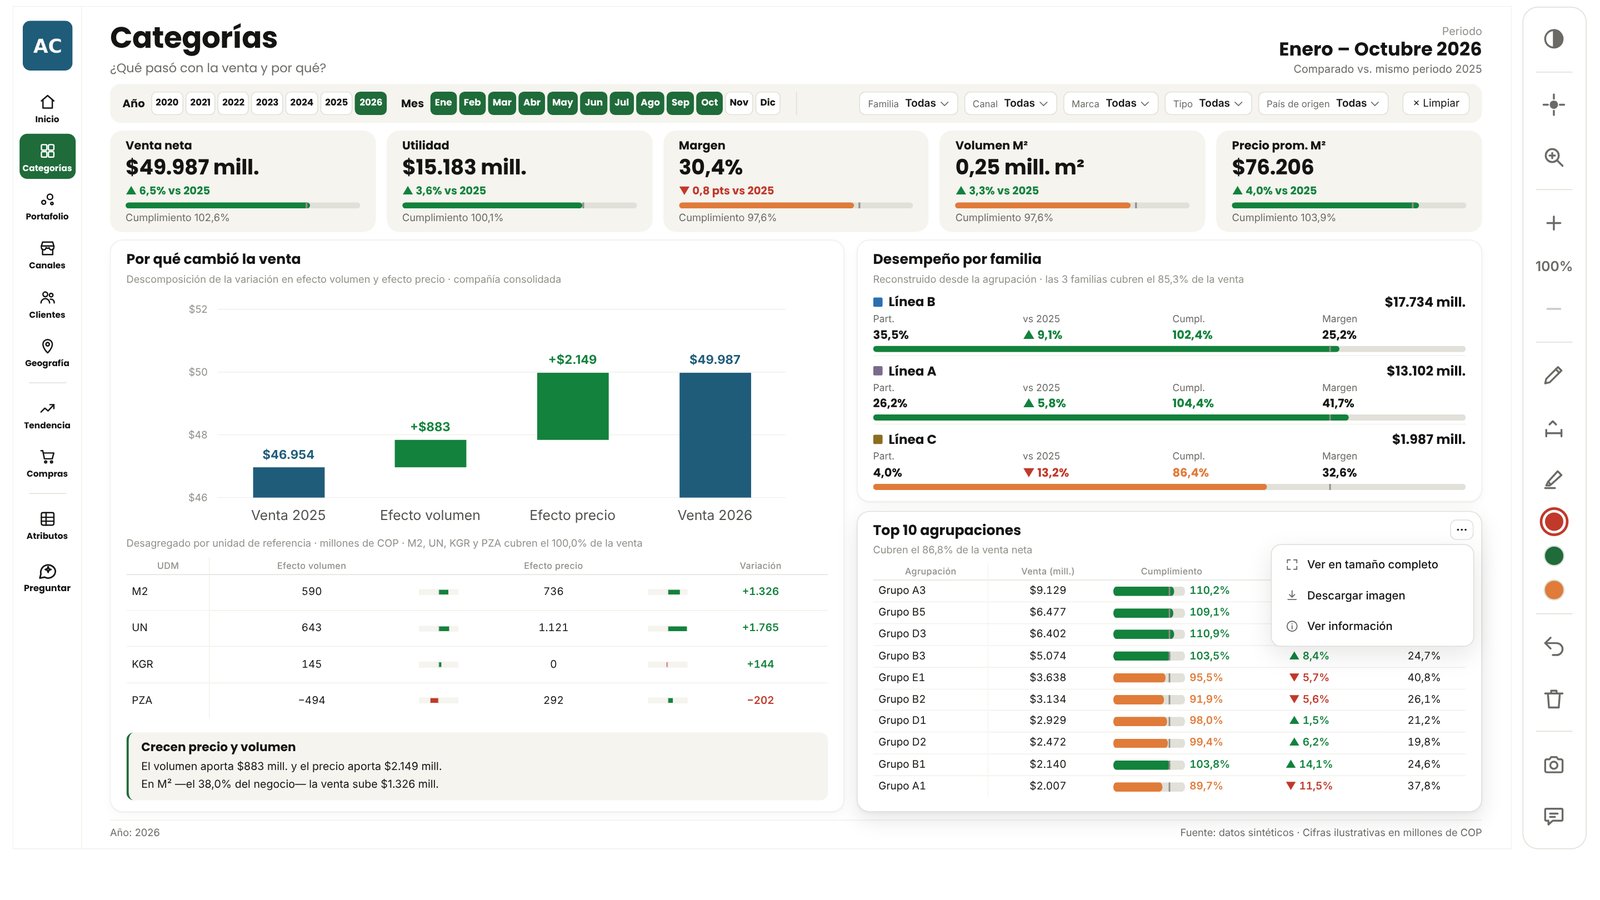 AC
Inicio
Categorías
Portafolio
Canales
Clientes
Geografía
Tendencia
Compras
Atributos
Preguntar
Categorías
¿Qué pasó con la venta y por qué?
Periodo
Enero – Octubre 2026
Comparado vs. mismo periodo 2025
Año 2020 2021 2022 2023 2024 2025 2026 Mes Ene Feb Mar Abr May Jun Jul Ago Sep Oct Nov Dic Familia Todas Canal Todas Marca Todas Tipo Todas País de origen Todas × Limpiar
Venta neta
$49.987 mill.
▲ 6,5% vs 2025
Cumplimiento 102,6%
Utilidad
$15.183 mill.
▲ 3,6% vs 2025
Cumplimiento 100,1%
Margen
30,4%
▼ 0,8 pts vs 2025
Cumplimiento 97,6%
Volumen M²
0,25 mill. m²
▲ 3,3% vs 2025
Cumplimiento 97,6%
Precio prom. M²
$76.206
▲ 4,0% vs 2025
Cumplimiento 103,9%
Por qué cambió la venta
Descomposición de la variación en efecto volumen y efecto precio · compañía consolidada
$52
$50
$48
$46
$46.954
+$883
+$2.149
$49.987
Venta 2025 Efecto volumen Efecto precio Venta 2026
Desagregado por unidad de referencia · millones de COP · M2, UN, KGR y PZA cubren el 100,0% de la venta
UDM Efecto volumen Efecto precio Variación
M2 590 736 +1.326
UN 643 1.121 +1.765
KGR 145 0 +144
PZA −494 292 −202
Crecen precio y volumen
El volumen aporta $883 mill. y el precio aporta $2.149 mill.
En M² —el 38,0% del negocio— la venta sube $1.326 mill.
Desempeño por familia
Reconstruido desde la agrupación · las 3 familias cubren el 85,3% de la venta
Línea B $17.734 mill.
Part. vs 2025 Cumpl. Margen
35,5% ▲ 9,1% 102,4% 25,2%
Línea A $13.102 mill.
Part. vs 2025 Cumpl. Margen
26,2% ▲ 5,8% 104,4% 41,7%
Línea C $1.987 mill.
Part. vs 2025 Cumpl. Margen
4,0% ▼ 13,2% 86,4% 32,6%
Top 10 agrupaciones
Cubren el 86,8% de la venta neta
Agrupación Venta (mill.) Cumplimiento
Ver en tamaño completo
Descargar imagen
Ver información
Grupo A3 $9.129 110,2%
Grupo B5 $6.477 109,1%
Grupo D3 $6.402 110,9%
Grupo B3 $5.074 103,5% ▲ 8,4% 24,7%
Grupo E1 $3.638 95,5% ▼ 5,7% 40,8%
Grupo B2 $3.134 91,9% ▼ 5,6% 26,1%
Grupo D1 $2.929 98,0% ▲ 1,5% 21,2%
Grupo D2 $2.472 99,4% ▲ 6,2% 19,8%
Grupo B1 $2.140 103,8% ▲ 14,1% 24,6%
Grupo A1 $2.007 89,7% ▼ 11,5% 37,8%
Año: 2026
Fuente: datos sintéticos · Cifras ilustrativas en millones de COP
100%